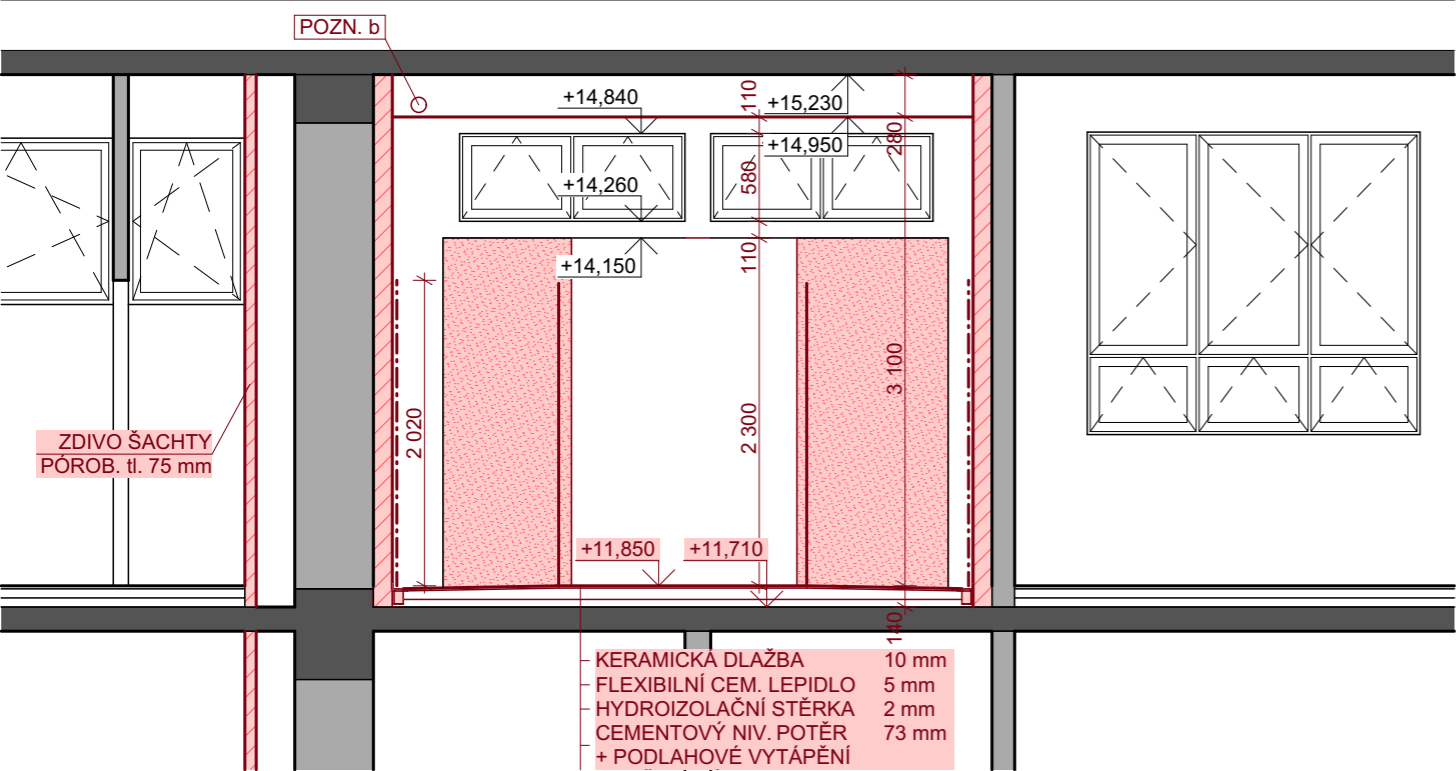 POZN. b
+14,840
+15,230
110
280
+14,950
+14,260
580
+14,150
110
3 100
2 300
2 020
ZDIVO ŠACHTY
PÓROB. tl. 75 mm
+11,850
+11,710
140
KERAMICKÁ DLAŽBA 10 mm
FLEXIBILNÍ CEM. LEPIDLO 5 mm
HYDROIZOLAČNÍ STĚRKA 2 mm
CEMENTOVÝ NIV. POTĚR 73 mm
+ PODLAHOVÉ VYTÁPĚNÍ